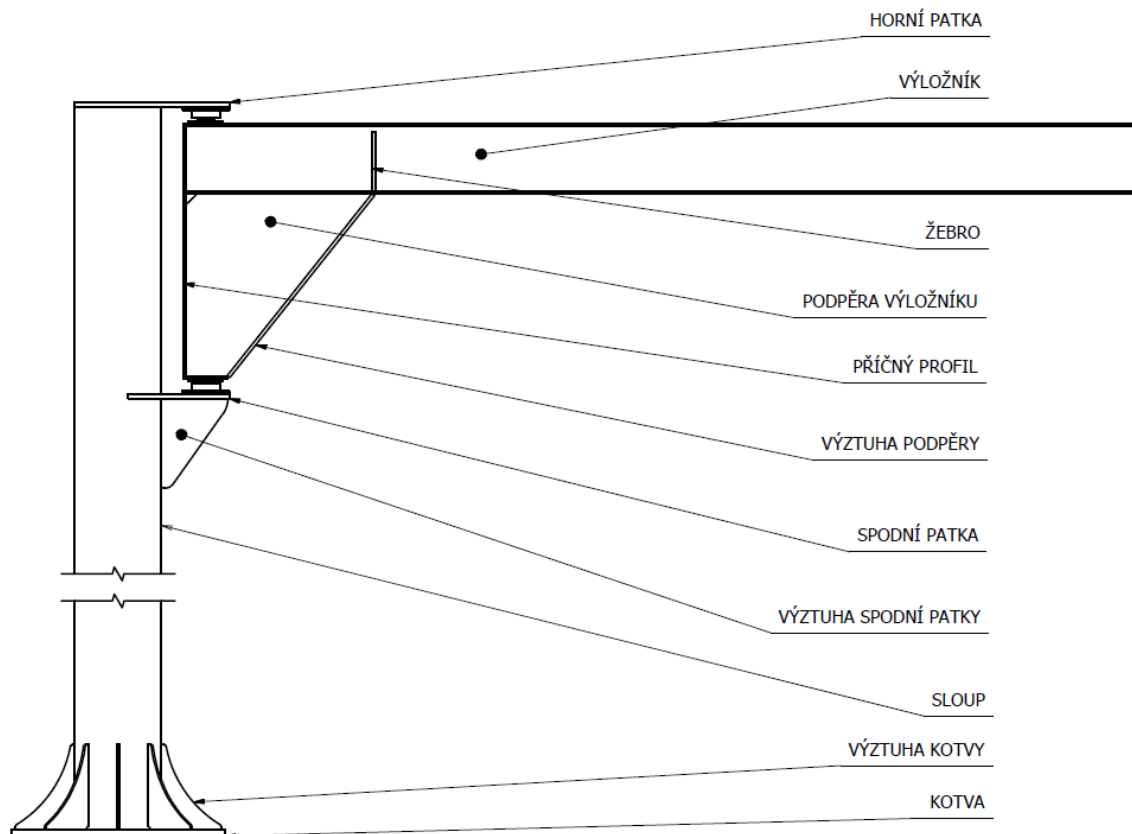 HORNÍ PATKA
VÝLOŽNÍK
ŽEBRO
PODPĚRA VÝLOŽNÍKU
PŘÍČNÝ PROFIL
VÝZTUHA PODPĚRY
SPODNÍ PATKA
VÝZTUHA SPODNÍ PATKY
SLOUP
VÝZTUHA KOTVY
KOTVA